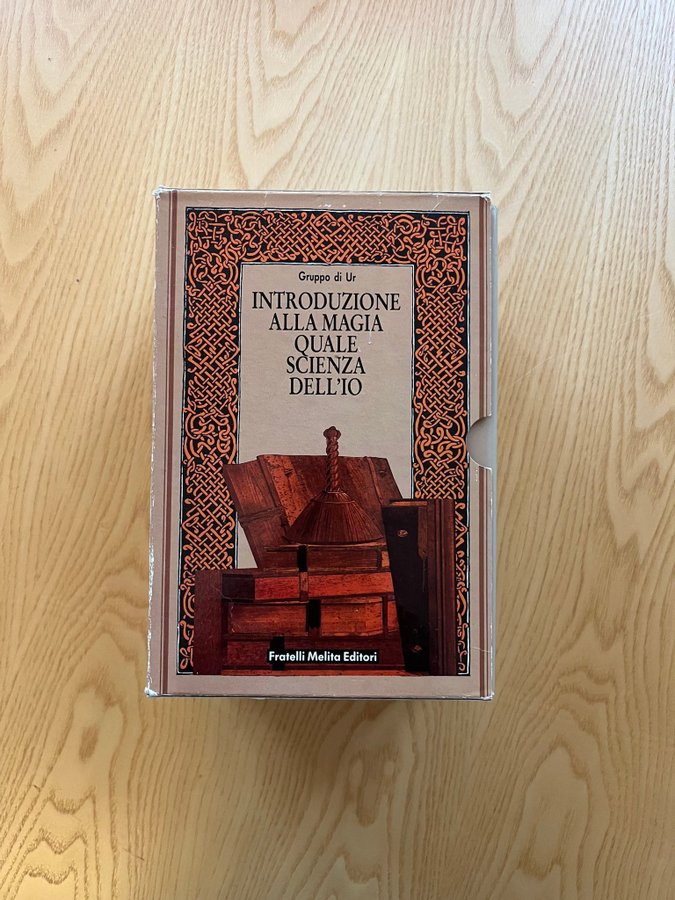 Gruppo di Ur
INTRODUZIONE
ALLA MAGIA
QUALE
SCIENZA
DELL'IO
Fratelli Melita Editori